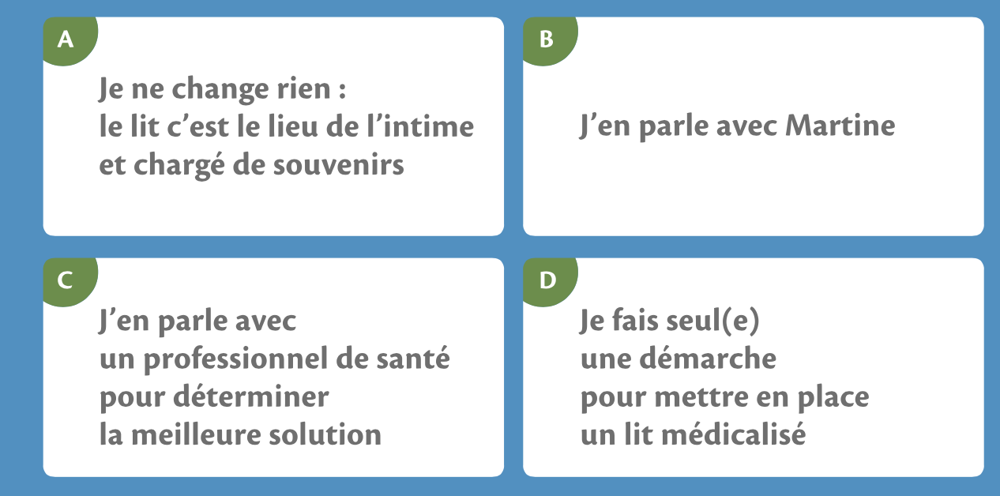 A
Je ne change rien :
le lit c’est le lieu de l’intime
et chargé de souvenirs
B
J’en parle avec Martine
C
J’en parle avec
un professionnel de santé
pour déterminer
la meilleure solution
D
Je fais seul(e)
une démarche
pour mettre en place
un lit médicalisé